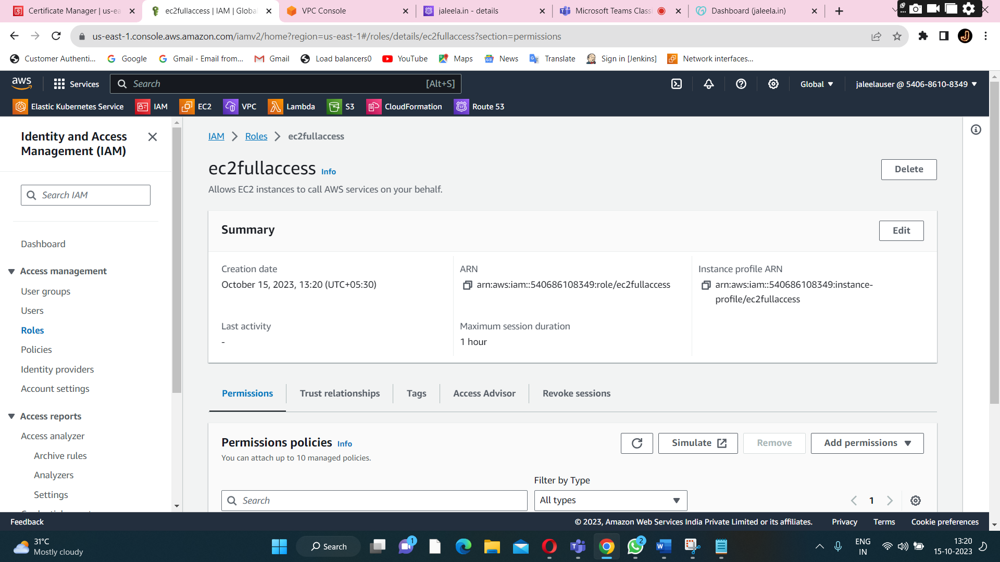 Certificate Manager | us-ea
ec2fullaccess | IAM | Global
VPC Console
jaleela.in - details
Microsoft Teams Classi
Dashboard (jaleela.in)
us-east-1.console.aws.amazon.com/iamv2/home?region=us-east-1#/roles/details/ec2fullaccess?section=permissions
Customer Authenti...
Google
Gmail - Email from...
Gmail
Load balancers0
YouTube
Maps
News
Translate
Sign in [Jenkins]
Network interfaces...
aws
Services
Search
[Alt+S]
Global
jaleelauser @ 5406-8610-8349
Elastic Kubernetes Service
IAM
EC2
VPC
Lambda
S3
CloudFormation
Route 53
Identity and Access
Management (IAM)
Search IAM
Dashboard
Access management
User groups
Users
Roles
Policies
Identity providers
Account settings
Access reports
Access analyzer
Archive rules
Analyzers
Settings
IAM
Roles
ec2fullaccess
ec2fullaccess Info
Delete
Allows EC2 instances to call AWS services on your behalf.
Summary
Edit
Creation date
October 15, 2023, 13:20 (UTC+05:30)
ARN
arn:aws:iam::540686108349:role/ec2fullaccess
Instance profile ARN
arn:aws:iam::540686108349:instance-
profile/ec2fullaccess
Last activity
-
Maximum session duration
1 hour
Permissions
Trust relationships
Tags
Access Advisor
Revoke sessions
Permissions policies Info
You can attach up to 10 managed policies.
Simulate
Remove
Add permissions
Filter by Type
Search
All types
1
Feedback
© 2023, Amazon Web Services India Private Limited or its affiliates.
Privacy
Terms
Cookie preferences
31°C
Mostly cloudy
Search
1
2
ENG
IN
13:20
15-10-2023